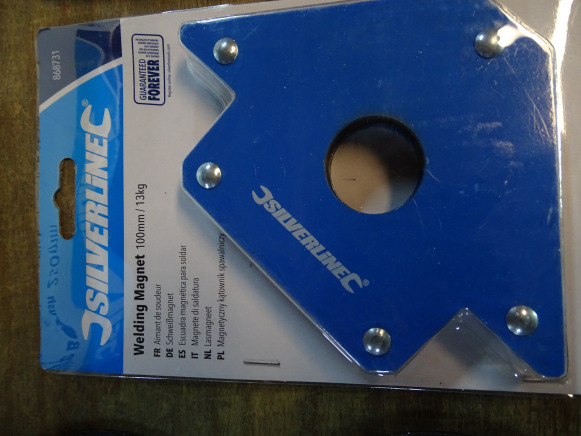 868731
SILVERLINE
GUARANTEED
FOREVER
Welding Magnet 100mm / 13kg
FR Aimant de soudeur
DE Schweißmagnet
ES Escuadra magnética para soldar
IT Magnete di saldatura
NL Lasmagneet
PL Magnetyczny kątownik spawalniczy
SILVERLINE